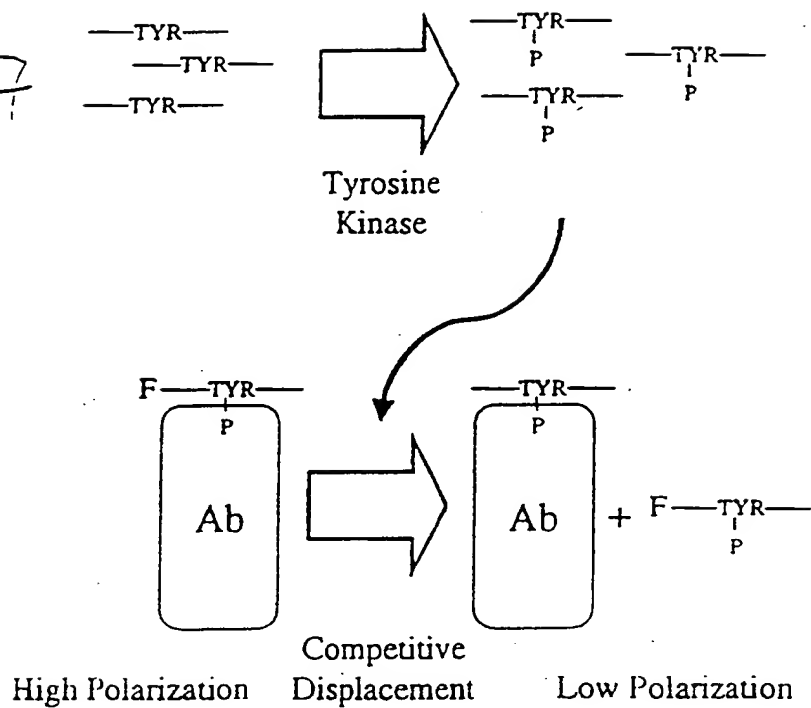 TYR
TYR
TYR
TYR
P
TYR
P
TYR
P
Tyrosine
Kinase
F TYR
P
Ab
TYR
P
Ab
+ F TYR
P
Competitive
Displacement
High Polarization
Low Polarization